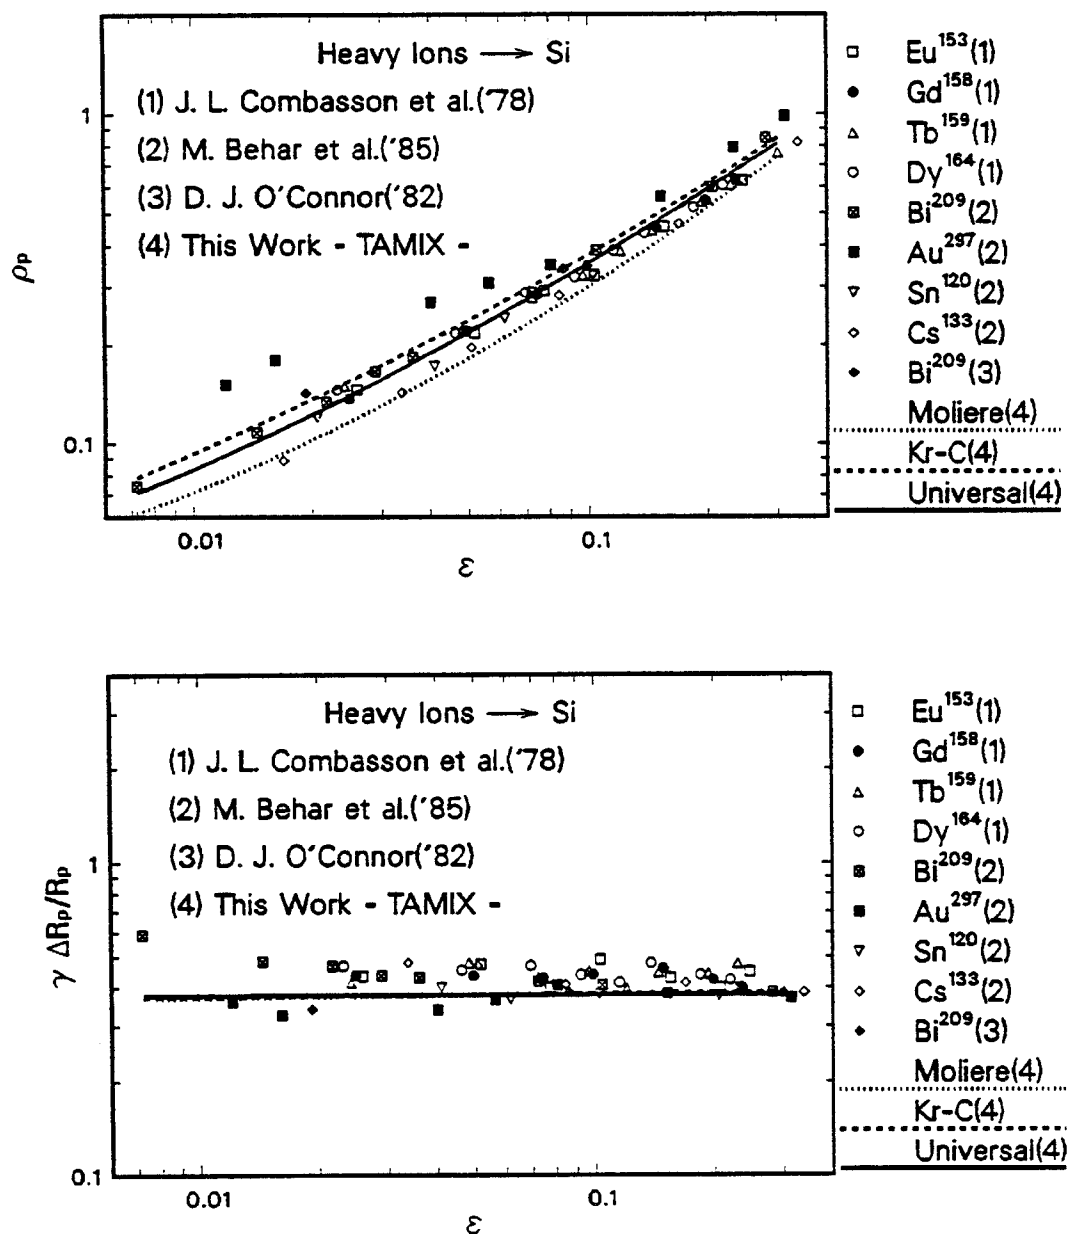 Heavy Ions → Si
(1) J. L. Combasson et al.('78)
(2) M. Behar et al.('85)
(3) D. J. O'Connor('82)
(4) This Work - TAMIX -
1
0.1
ρp
0.01
0.1
ε
Eu153(1)
Gd158(1)
Tb159(1)
Dy164(1)
Bi209(2)
Au297(2)
Sn120(2)
Cs133(2)
Bi209(3)
Moliere(4)
Kr-C(4)
Universal(4)
Heavy Ions → Si
(1) J. L. Combasson et al.('78)
(2) M. Behar et al.('85)
(3) D. J. O'Connor('82)
(4) This Work - TAMIX -
1
0.1
γ ΔRp/Rp
0.01
0.1
ε
Eu153(1)
Gd158(1)
Tb159(1)
Dy164(1)
Bi209(2)
Au297(2)
Sn120(2)
Cs133(2)
Bi209(3)
Moliere(4)
Kr-C(4)
Universal(4)